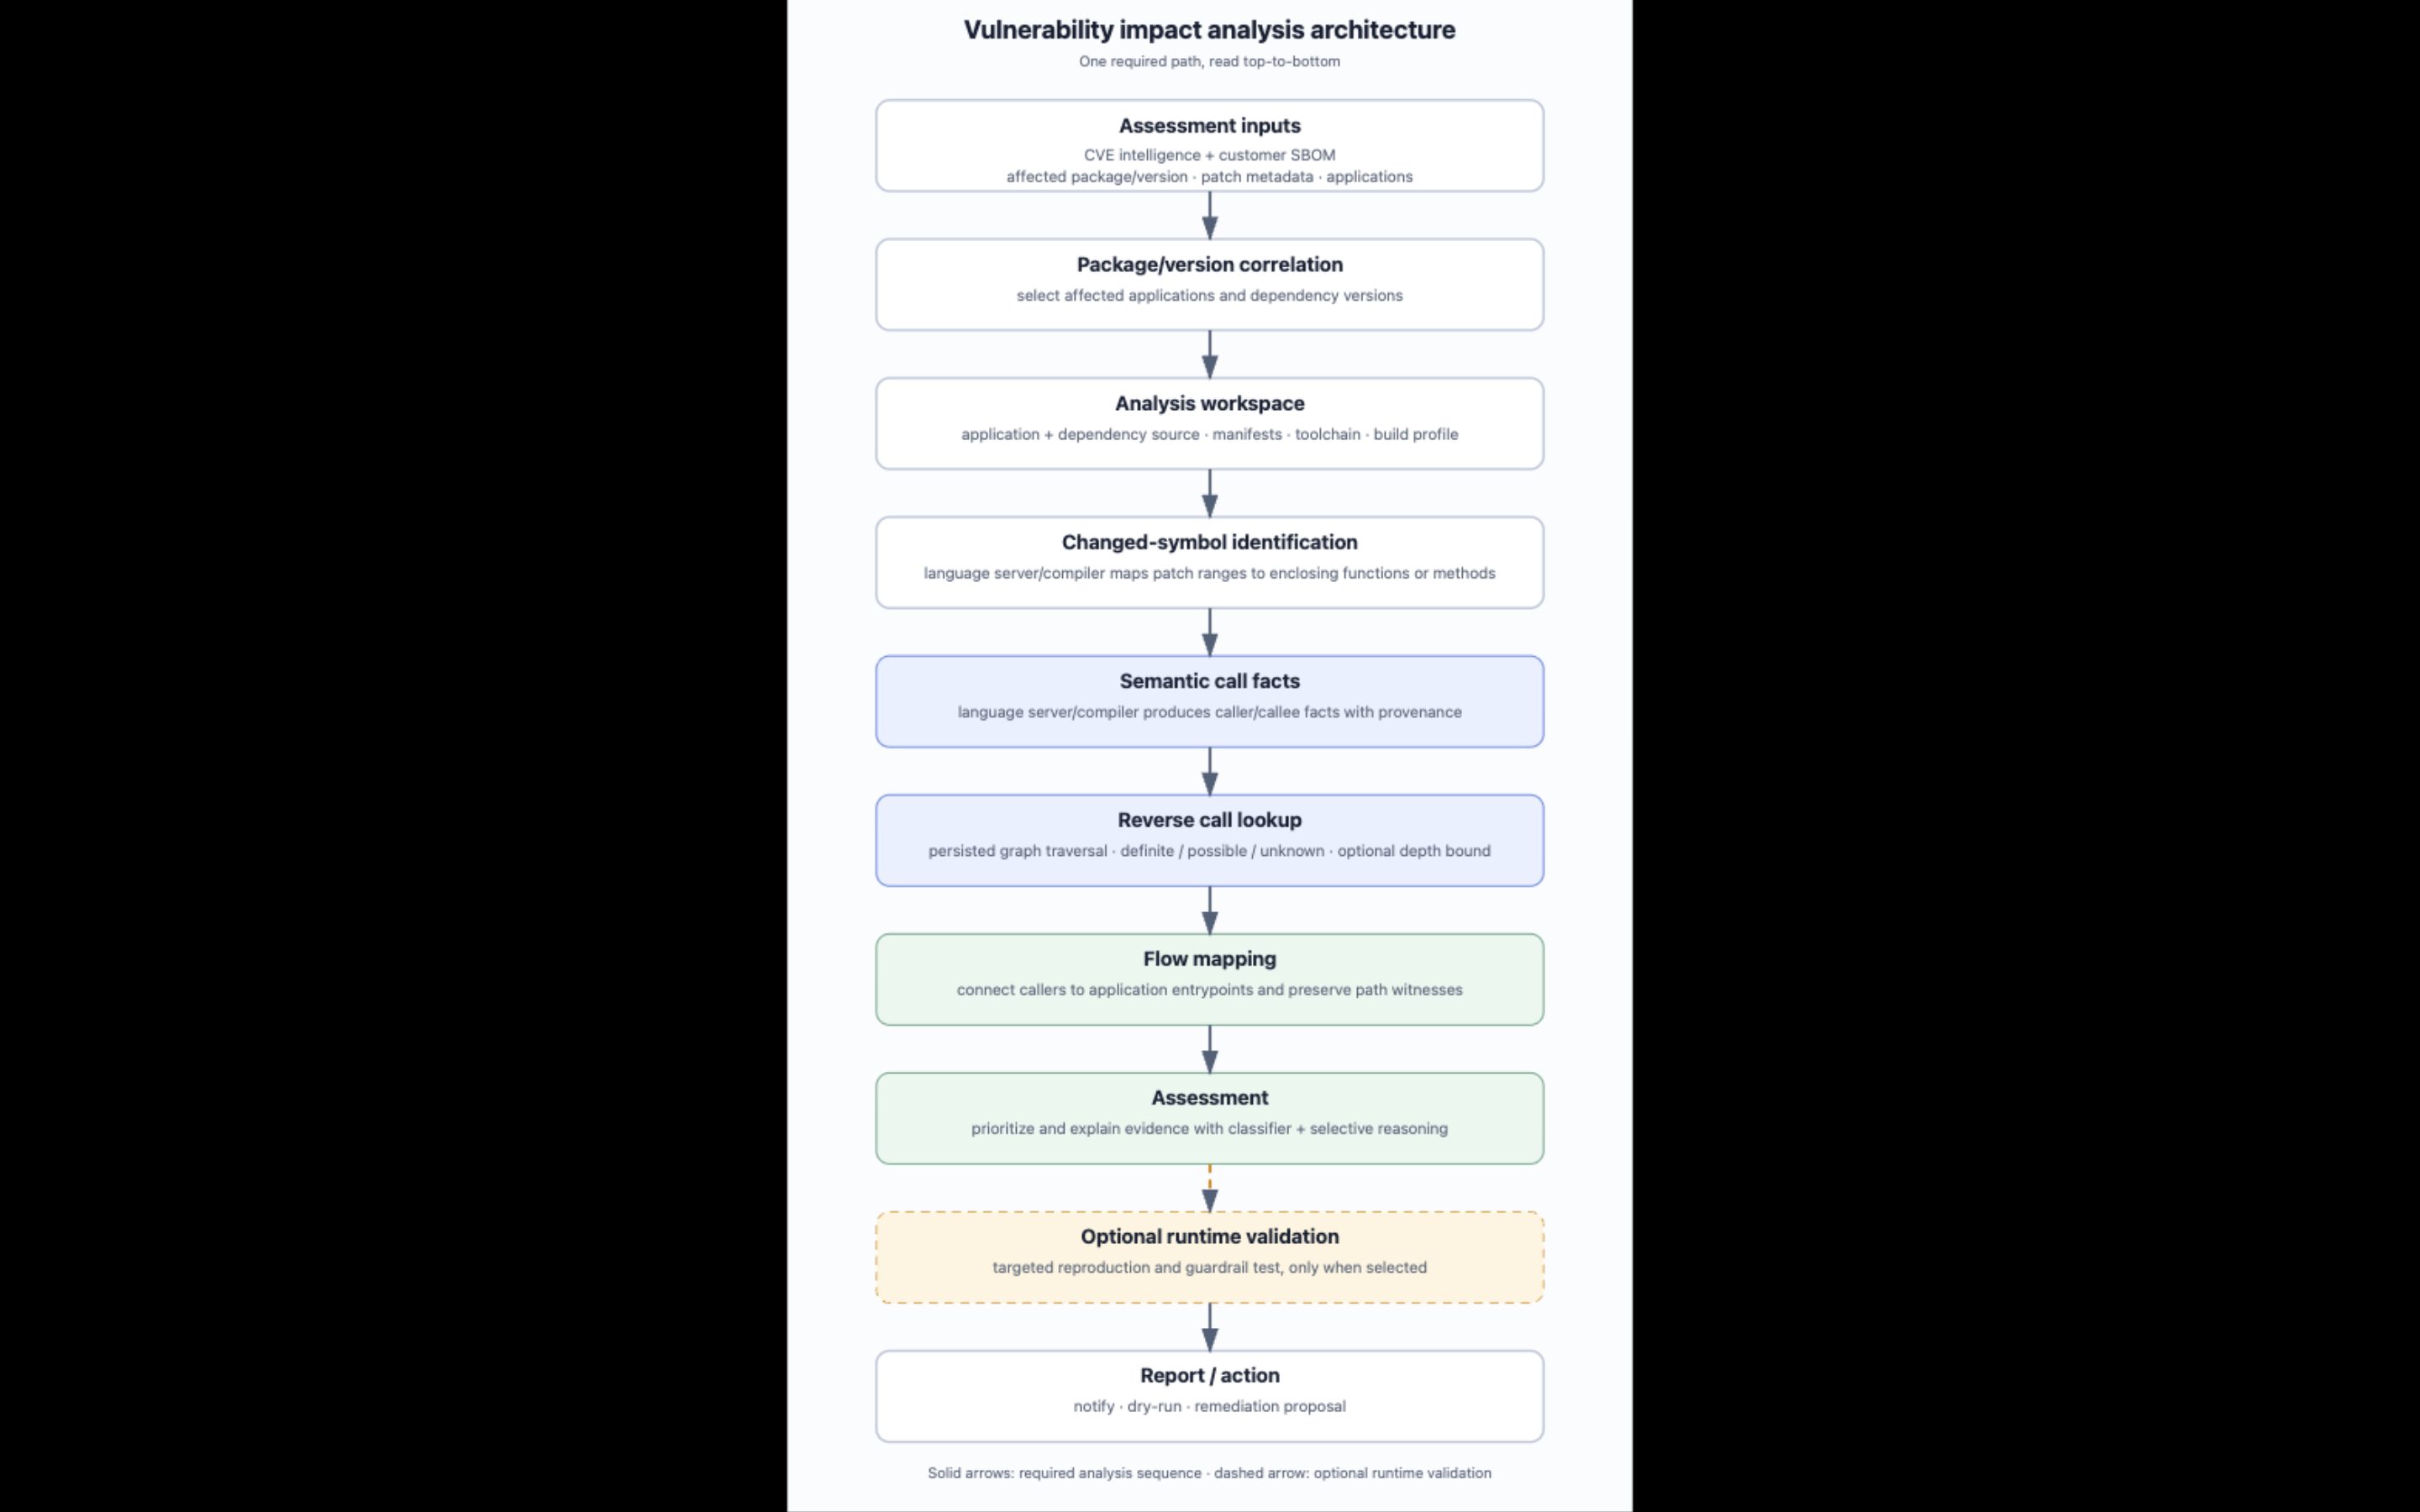 Vulnerability impact analysis architecture
One required path, read top-to-bottom
Assessment inputs
CVE intelligence + customer SBOM
affected package/version · patch metadata · applications
Package/version correlation
select affected applications and dependency versions
Analysis workspace
application + dependency source · manifests · toolchain · build profile
Changed-symbol identification
language server/compiler maps patch ranges to enclosing functions or methods
Semantic call facts
language server/compiler produces caller/callee facts with provenance
Reverse call lookup
persisted graph traversal · definite / possible / unknown · optional depth bound
Flow mapping
connect callers to application entrypoints and preserve path witnesses
Assessment
prioritize and explain evidence with classifier + selective reasoning
Optional runtime validation
targeted reproduction and guardrail test, only when selected
Report / action
notify · dry-run · remediation proposal
Solid arrows: required analysis sequence · dashed arrow: optional runtime validation